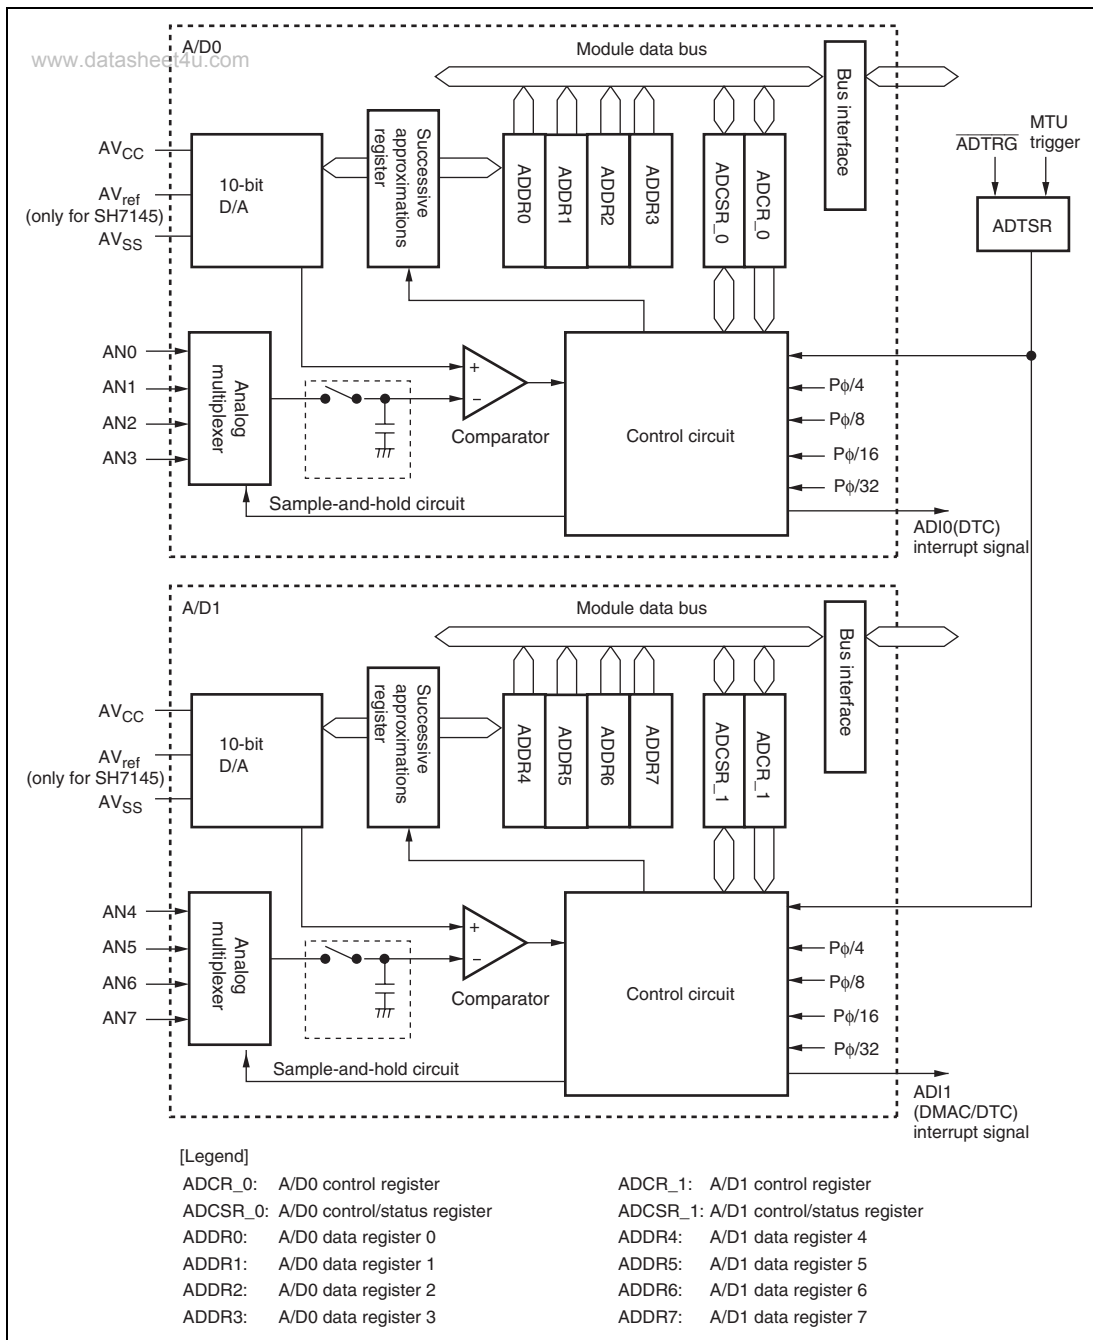 www.datasheet4u.com
A/D0
Module data bus
Bus interface
AVCC
AVref
(only for SH7145)
AVSS
10-bit
D/A
Successive
approximations
register
ADDR0
ADDR1
ADDR2
ADDR3
ADCSR_0
ADCR_0
ADTRG
MTU
trigger
ADTSR
AN0
AN1
AN2
AN3
Analog
multiplexer
+
−
Comparator
Sample-and-hold circuit
Control circuit
Pϕ/4
Pϕ/8
Pϕ/16
Pϕ/32
ADI0(DTC)
interrupt signal
A/D1
Module data bus
Bus interface
AVCC
AVref
(only for SH7145)
AVSS
10-bit
D/A
Successive
approximations
register
ADDR4
ADDR5
ADDR6
ADDR7
ADCSR_1
ADCR_1
AN4
AN5
AN6
AN7
Analog
multiplexer
+
−
Comparator
Sample-and-hold circuit
Control circuit
Pϕ/4
Pϕ/8
Pϕ/16
Pϕ/32
ADI1
(DMAC/DTC)
interrupt signal
[Legend]
ADCR_0: A/D0 control register
ADCSR_0: A/D0 control/status register
ADDR0: A/D0 data register 0
ADDR1: A/D0 data register 1
ADDR2: A/D0 data register 2
ADDR3: A/D0 data register 3
ADCR_1: A/D1 control register
ADCSR_1: A/D1 control/status register
ADDR4: A/D1 data register 4
ADDR5: A/D1 data register 5
ADDR6: A/D1 data register 6
ADDR7: A/D1 data register 7